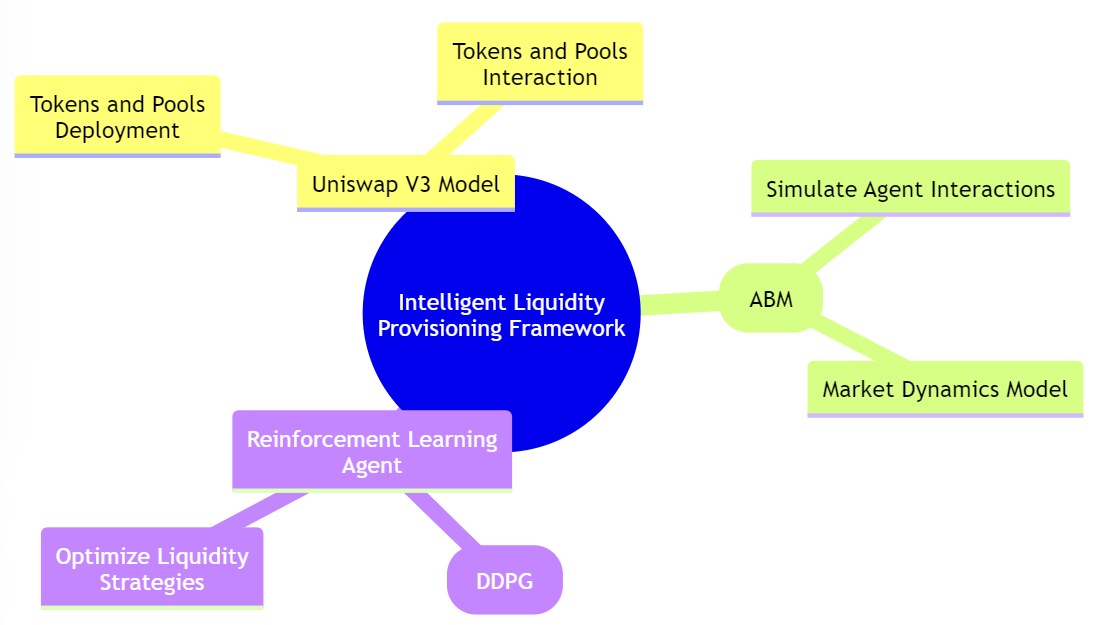 Tokens and Pools
Interaction
Tokens and Pools
Deployment
Uniswap V3 Model
Simulate Agent Interactions
Intelligent Liquidity
Provisioning Framework
ABM
Market Dynamics Model
Reinforcement Learning
Agent
Optimize Liquidity
Strategies
DDPG